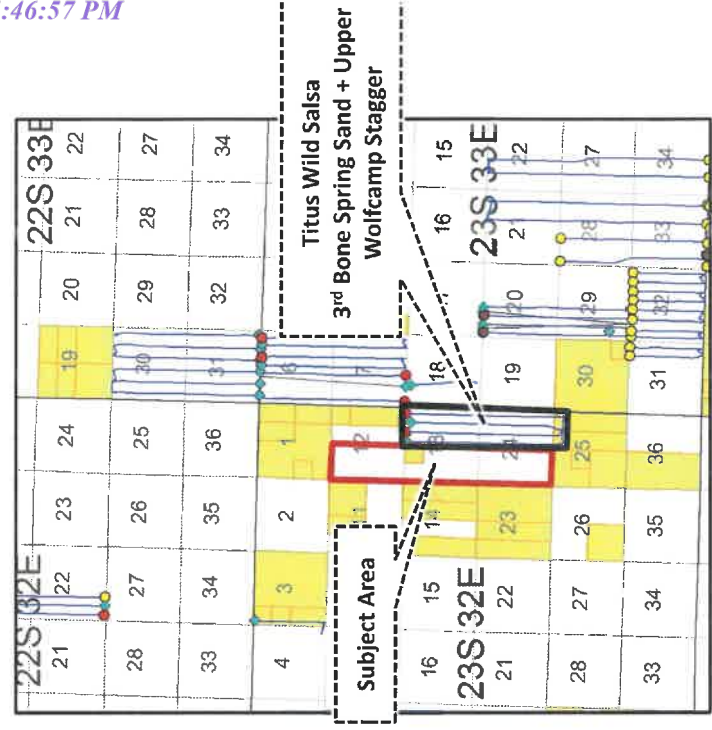 :46:57 PM
Titus Wild Salsa
3rd Bone Spring Sand + Upper
Wolfcamp Stagger
22S 32E
22S 33E
21 22 23 24 19 20 21 22
28 27 26 25 30 29 28 27
33 34 35 36 31 32 33 34
4 3 2 1 6
11 12 7
Subject Area
16 15 14 13 18 16 15
23S 32E
23S 33E
21 22 23 24 19 20 21 22
28 27 26 25 30 29 28 27
33 34 35 36 31 32 33 34